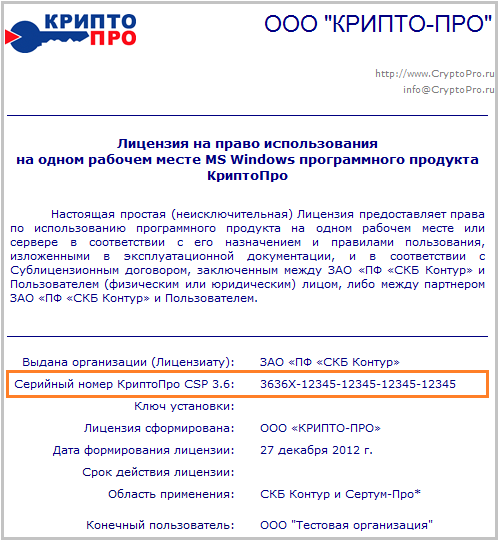 КРИПТО
ПРО
ООО "КРИПТО-ПРО"
http://www.CryptoPro.ru
info@CryptoPro.ru
Лицензия на право использования
на одном рабочем месте MS Windows программного продукта
КриптоПро
Настоящая простая (неисключительная) Лицензия предоставляет права
по использованию программного продукта на одном рабочем месте или
сервере в соответствии с его назначением и правилами пользования,
изложенными в эксплуатационной документации, и в соответствии с
Сублицензионным договором, заключенным между ЗАО «ПФ «СКБ Контур» и
Пользователем (физическим или юридическим) лицом, либо между партнером
ЗАО «ПФ «СКБ Контур» и Пользователем.
Выдана организации (Лицензиату): ЗАО «ПФ «СКБ Контур»
Серийный номер КриптоПро CSP 3.6: 3636X-12345-12345-12345-12345
Ключ установки:
Лицензия сформирована: ООО «КРИПТО-ПРО»
Дата формирования лицензии: 27 декабря 2012 г.
Срок действия лицензии:
Область применения: СКБ Контур и Сертум-Про*
Конечный пользователь: ООО "Тестовая организация"